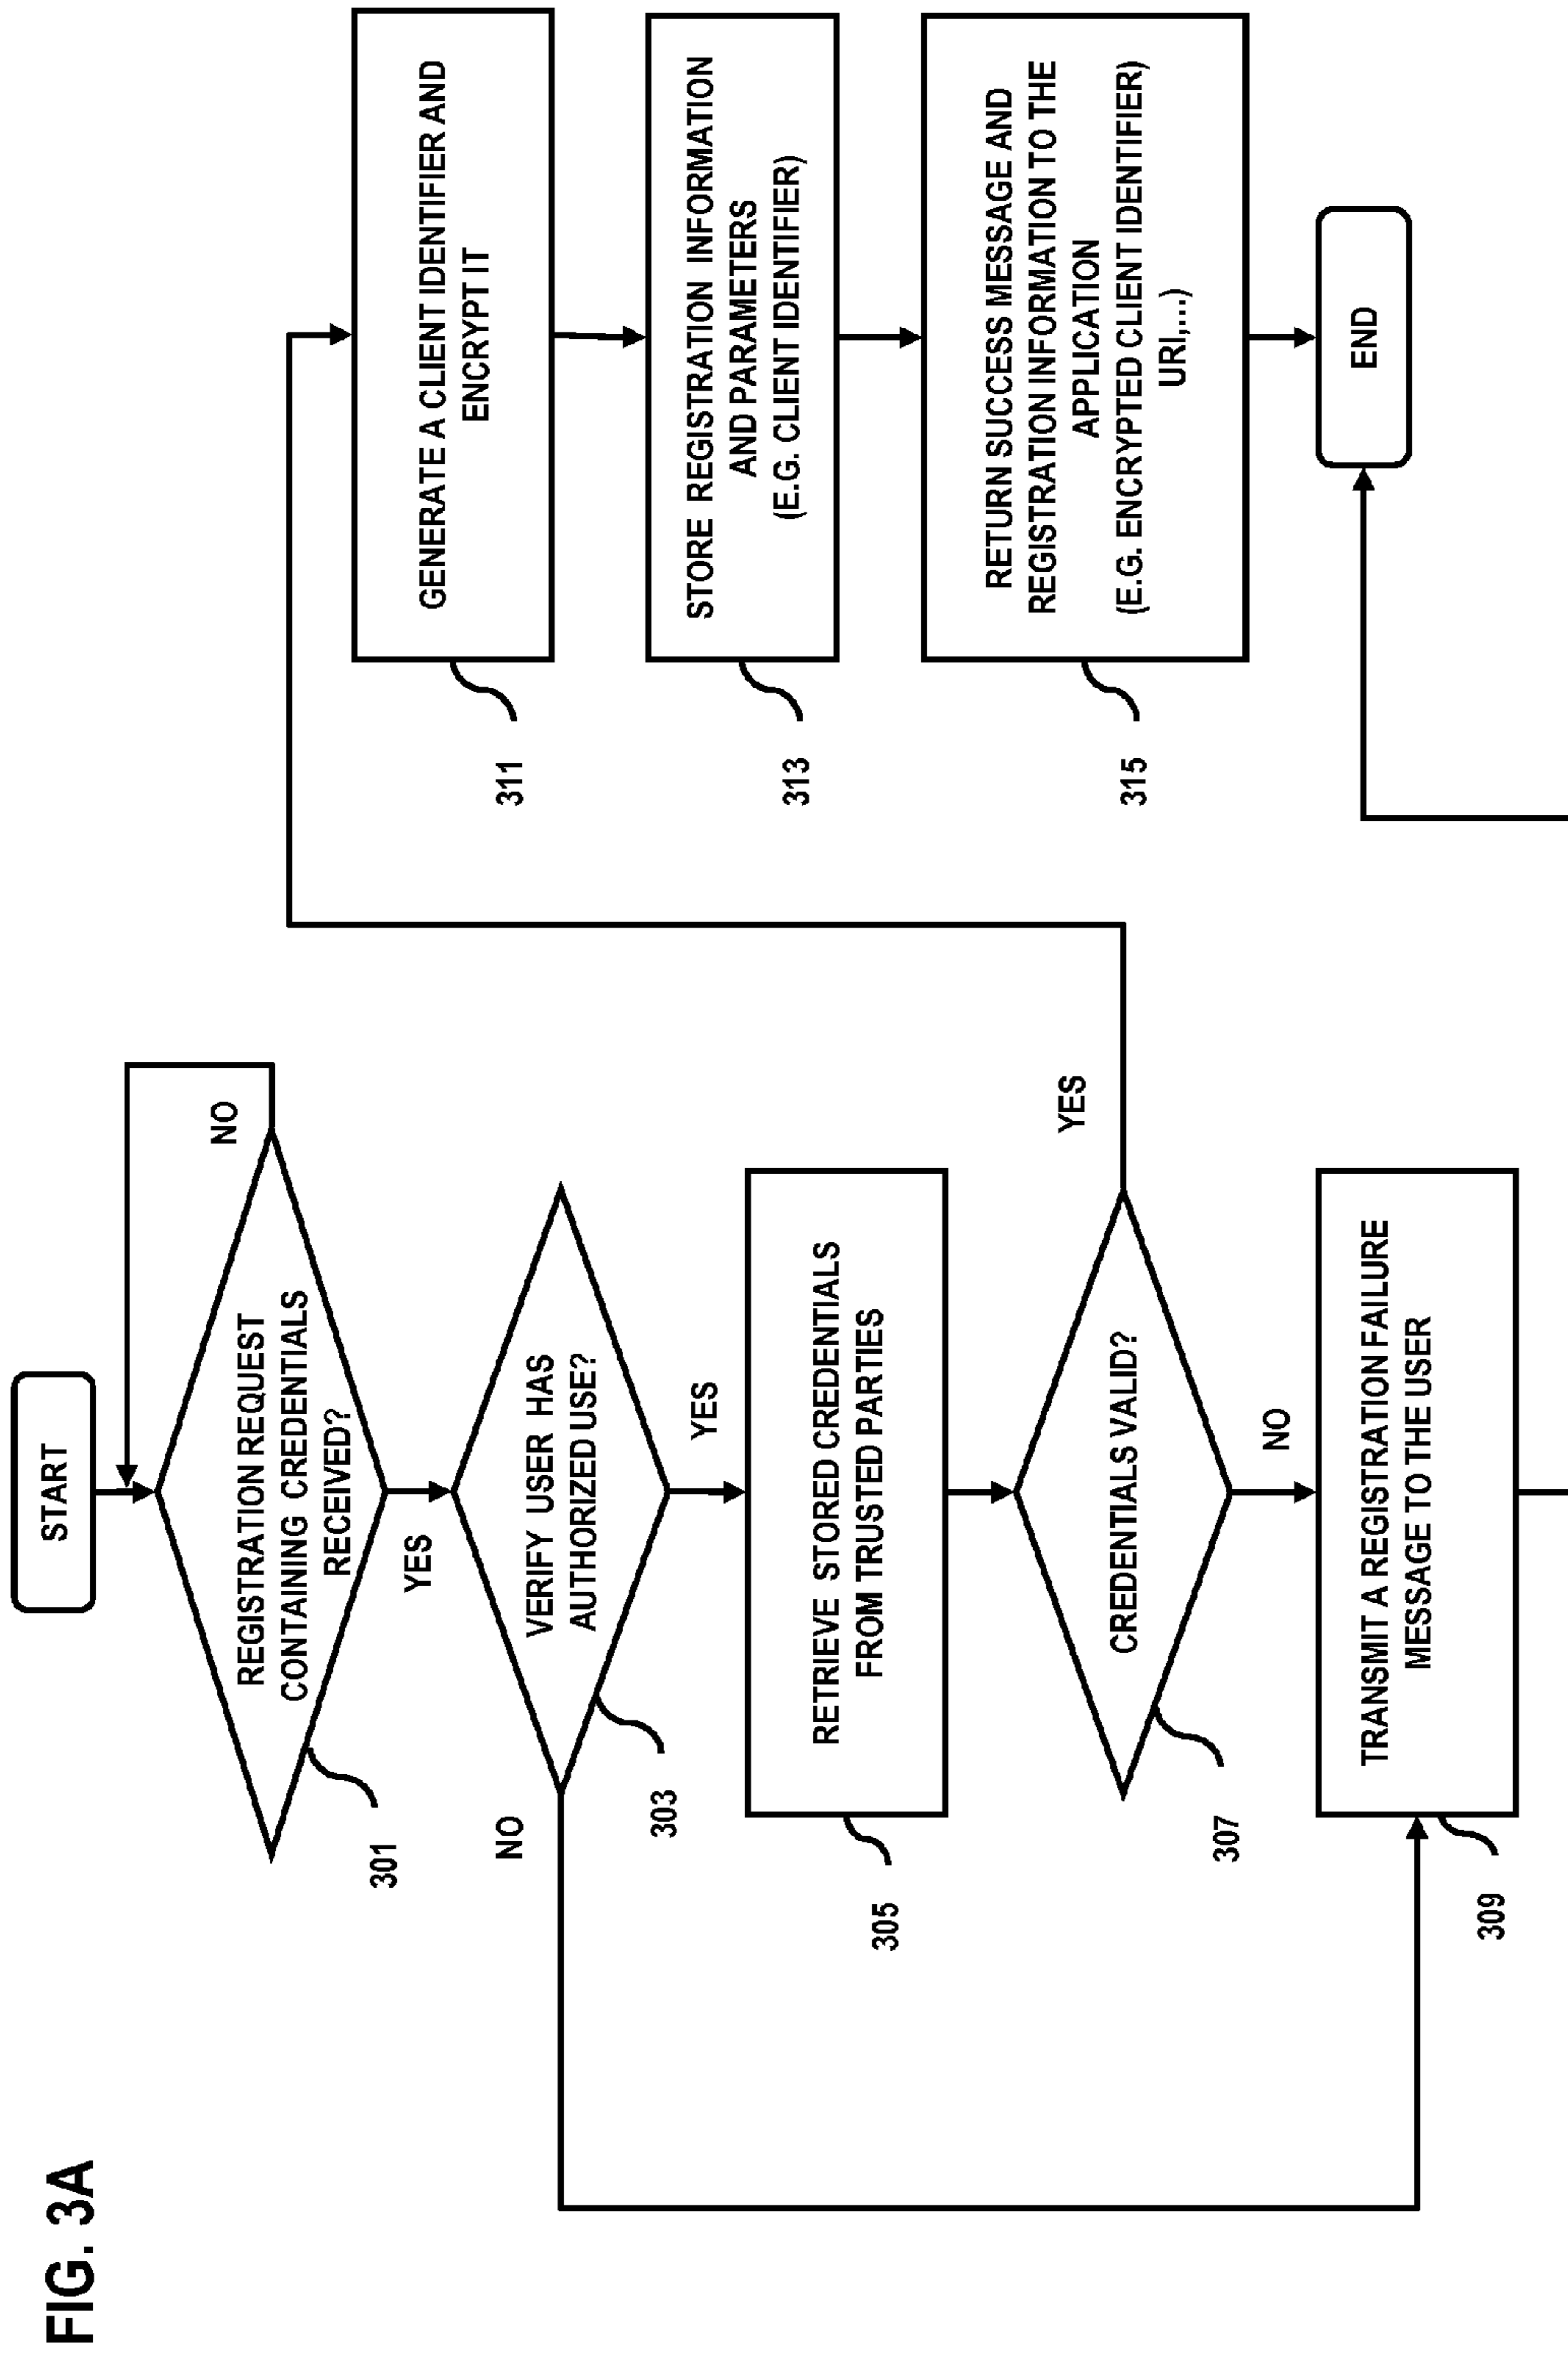 FIG. 3A
START
REGISTRATION REQUEST
CONTAINING CREDENTIALS
RECEIVED?
NO
301
YES
VERIFY USER HAS
AUTHORIZED USE?
NO
303
YES
RETRIEVE STORED CREDENTIALS
FROM TRUSTED PARTIES
305
CREDENTIALS VALID?
YES
307
NO
TRANSMIT A REGISTRATION FAILURE
MESSAGE TO THE USER
309
GENERATE A CLIENT IDENTIFIER AND
ENCRYPT IT
311
STORE REGISTRATION INFORMATION
AND PARAMETERS
(E.G. CLIENT IDENTIFIER)
313
RETURN SUCCESS MESSAGE AND
REGISTRATION INFORMATION TO THE
APPLICATION
(E.G. ENCRYPTED CLIENT IDENTIFIER)
URI,...)
315
END